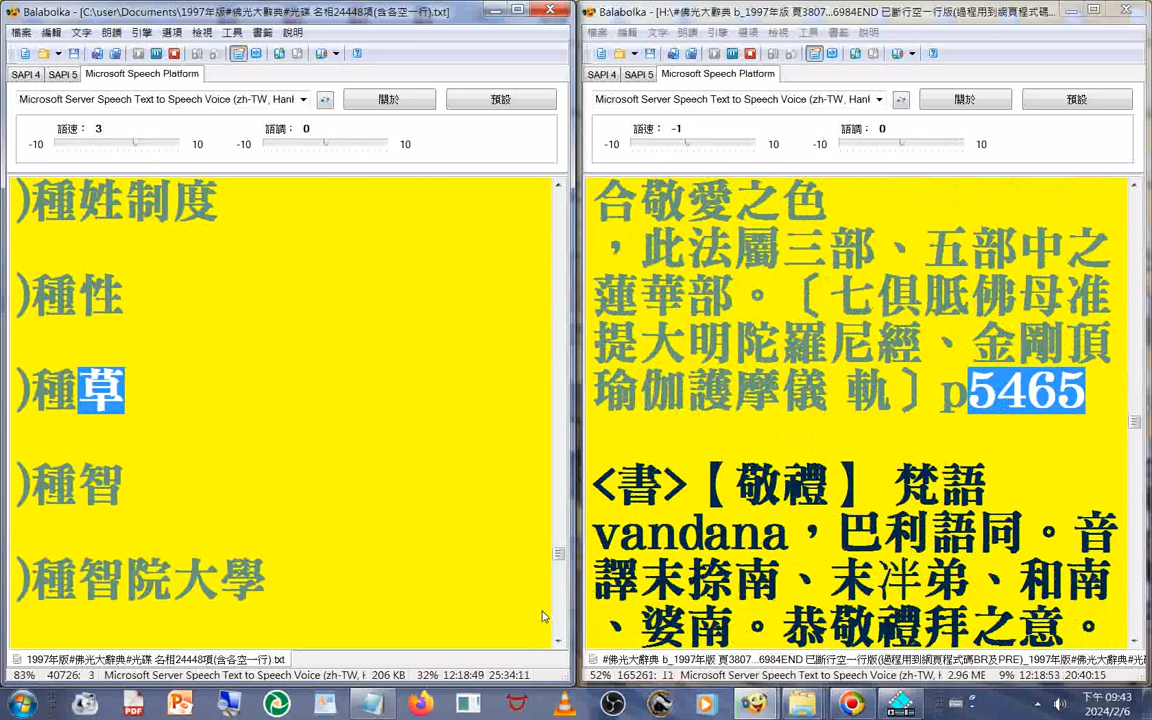 Balabolka - [C:\user\Documents\1997年版#佛光大辭典#光碟 名相24448項(含各空一行).txt]
檔案 編輯 文字 朗讀 引擎 選項 檢視 工具 書籤 說明
SAPI 4 SAPI 5 Microsoft Speech Platform
Microsoft Server Speech Text to Speech Voice (zh-TW, Hanl
關於
預設
語速： 3
語調： 0
-10 10 -10 10
)種姓制度
)種性
)種草
)種智
)種智院大學
1997年版#佛光大辭典#光碟 名相24448項(含各空一行).txt
83% 40726: 3 Microsoft Server Speech Text to Speech Voice (zh-TW, 206 KB 32% 12:18:49 25:34:11
Balabolka - [H:\#佛光大辭典 b_1997年版 頁3807...6984END 已斷行空一行版(過程用到網頁程式碼...
檔案 編輯 文字 朗讀 引擎 選項 檢視 工具 書籤 說明
SAPI 4 SAPI 5 Microsoft Speech Platform
Microsoft Server Speech Text to Speech Voice (zh-TW, Hanl
關於
預設
語速： -1
語調： 0
-10 10 -10 10
合敬愛之色
，此法屬三部、五部中之
蓮華部。〔七俱胝佛母准
提大明陀羅尼經、金剛頂
瑜伽護摩儀 軌〕p5465
<書>【敬禮】 梵語
vandana，巴利語同。音
譯末捺南、末泮弟、和南
、婆南。恭敬禮拜之意。
#佛光大辭典 b_1997年版 頁3807...6984END 已斷行空一行版(過程用到網頁程式碼BR及PRE)_1997年版#佛光
52% 165261: 11 Microsoft Server Speech Text to Speech Voice (zh-TW, 2.96 ME 9% 12:18:53 20:40:15
下午 09:43
2024/2/6